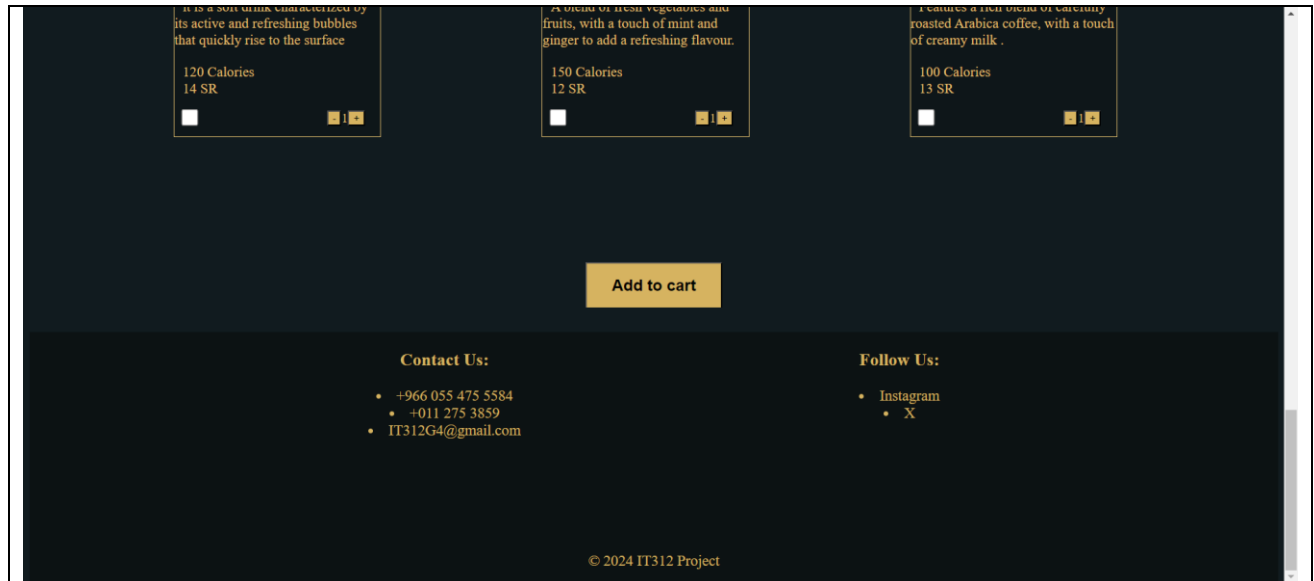 It is a soft drink characterized by
its active and refreshing bubbles
that quickly rise to the surface
120 Calories
14 SR
- 1 +
A blend of fresh vegetables and
fruits, with a touch of mint and
ginger to add a refreshing flavour.
150 Calories
12 SR
- 1 +
Features a rich blend of carefully
roasted Arabica coffee, with a touch
of creamy milk .
100 Calories
13 SR
- 1 +
Add to cart
Contact Us:
• +966 055 475 5584
• +011 275 3859
• IT312G4@gmail.com
Follow Us:
• Instagram
• X
© 2024 IT312 Project